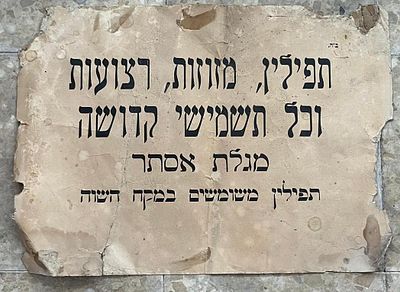 תפילין, מזוזות, רצועות
וכל תשמישי קדושה
מגלת אסתר
תפילין משומשים במקח השוה